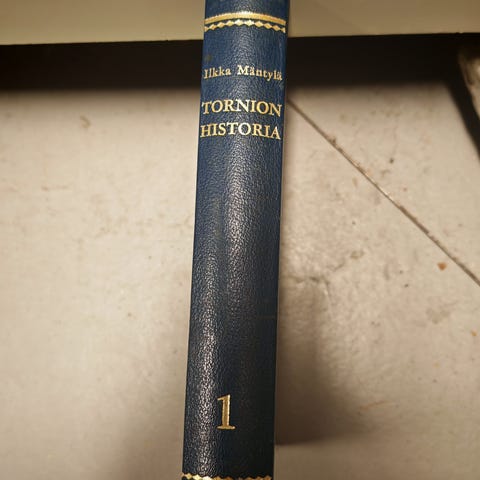 Ilkka Mäntylä
TORNION
HISTORIA
1